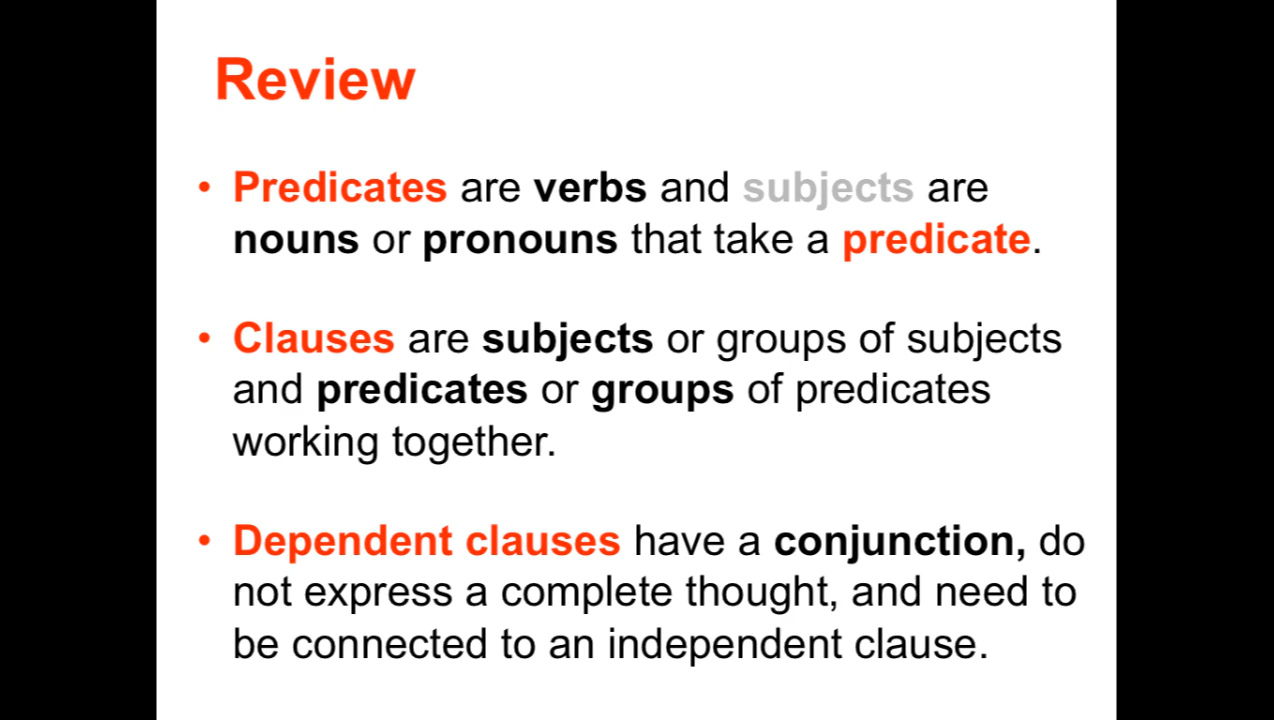 Review
• Predicates are verbs and subjects are
nouns or pronouns that take a predicate.
• Clauses are subjects or groups of subjects
and predicates or groups of predicates
working together.
• Dependent clauses have a conjunction, do
not express a complete thought, and need to
be connected to an independent clause.